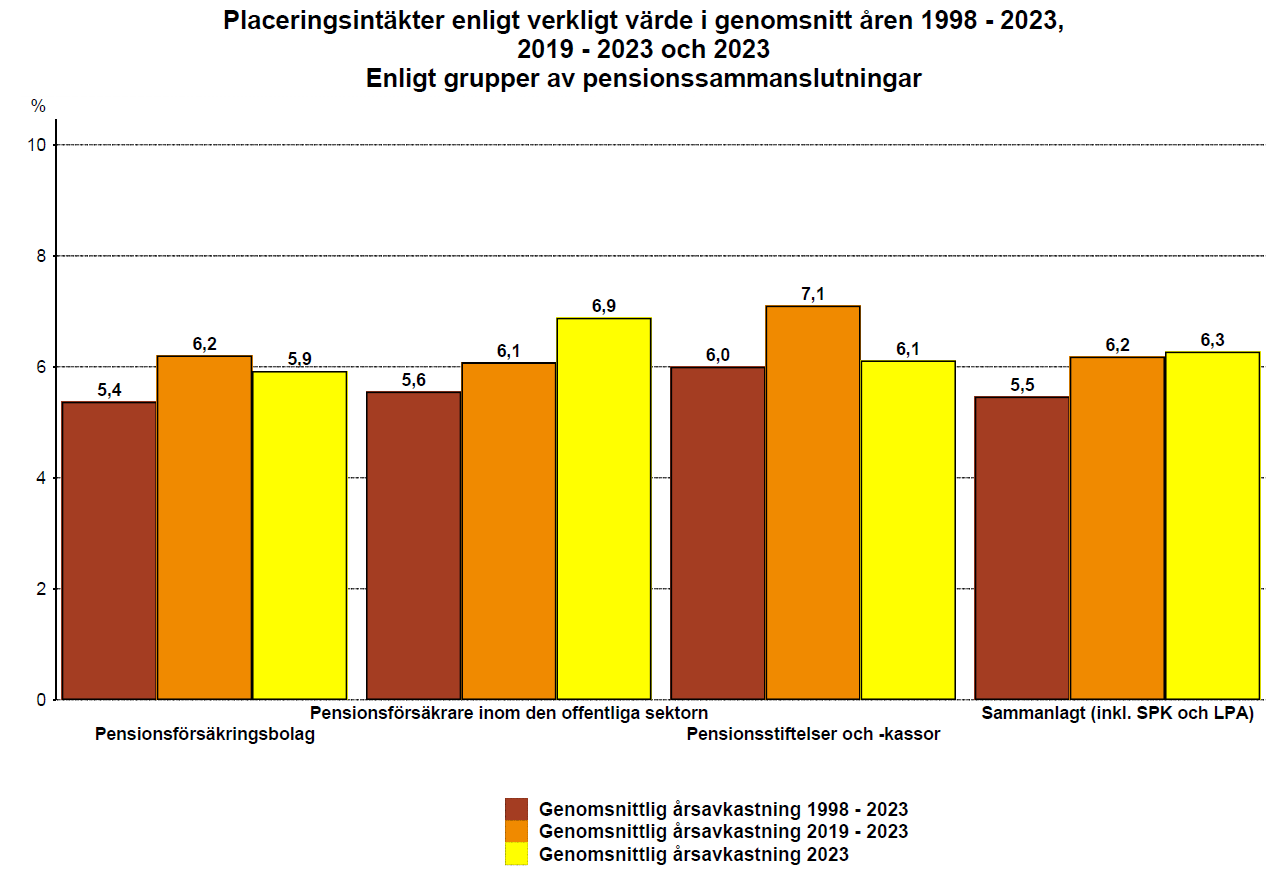 Placeringsintäkter enligt verkligt värde i genomsnitt åren 1998 - 2023,
2019 - 2023 och 2023
Enligt grupper av pensionssammanslutningar
%
10
8
6
4
2
0
5,4
6,2
5,9
5,6
6,1
6,9
6,0
7,1
6,1
5,5
6,2
6,3
Pensionsförsäkringsbolag
Pensionsförsäkrare inom den offentliga sektorn
Pensionsstiftelser och -kassor
Sammanlagt (inkl. SPK och LPA)
Genomsnittlig årsavkastning 1998 - 2023
Genomsnittlig årsavkastning 2019 - 2023
Genomsnittlig årsavkastning 2023